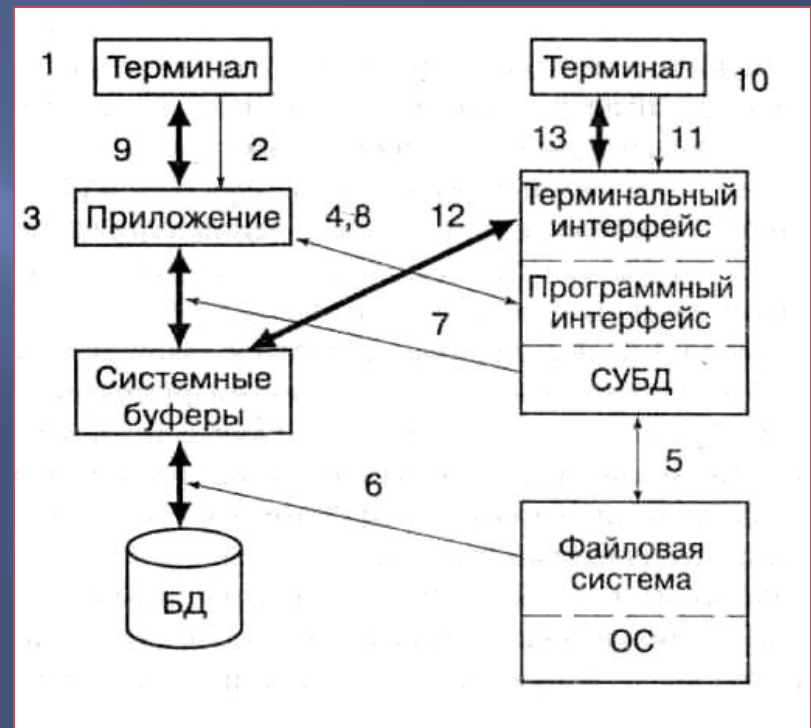 1
Терминал
Терминал
10
9
2
13
11
3
Приложение
4,8
12
Терминальный
интерфейс
Программный
интерфейс
7
СУБД
Системные
буферы
5
6
Файловая
система
БД
ОС